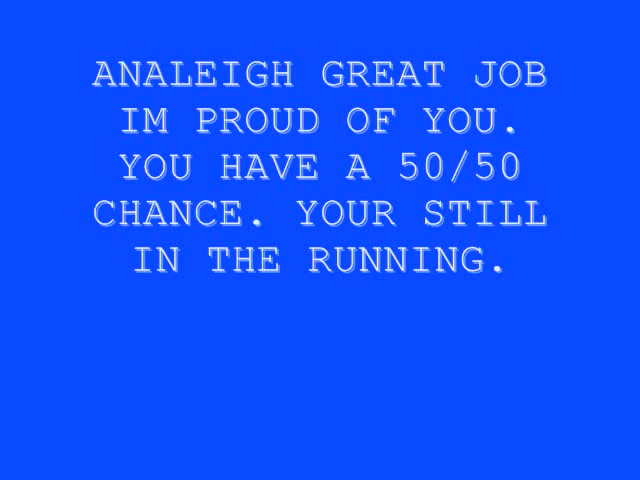 ANALEIGH GREAT JOB
IM PROUD OF YOU.
YOU HAVE A 50/50
CHANCE. YOUR STILL
IN THE RUNNING.